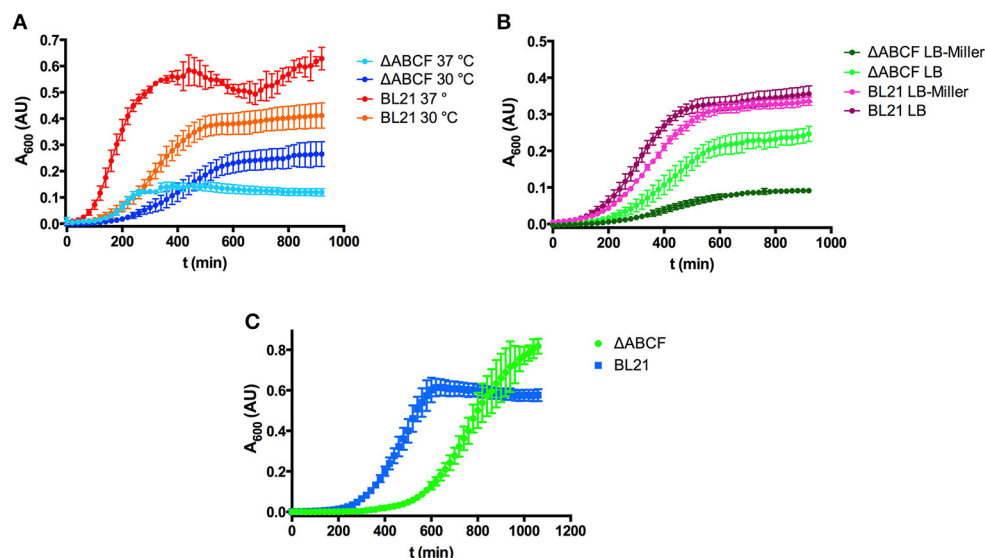 A
A600 (AU)
0.7
0.6
0.5
0.4
0.3
0.2
0.1
0.0
0 200 400 600 800 1000
t (min)
ΔABCF 37 °C
ΔABCF 30 °C
BL21 37 °
BL21 30 °C
B
A600 (AU)
0.5
0.4
0.3
0.2
0.1
0.0
0 200 400 600 800 1000
t (min)
ΔABCF LB-Miller
ΔABCF LB
BL21 LB-Miller
BL21 LB
C
A600 (AU)
0.8
0.6
0.4
0.2
0.0
0 200 400 600 800 1000 1200
t (min)
ΔABCF
BL21